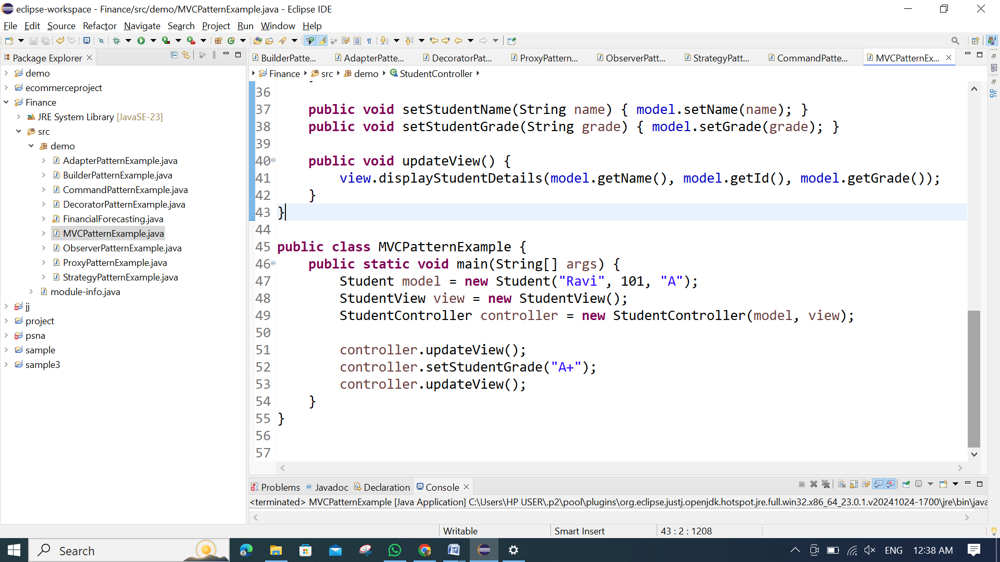 eclipse-workspace - Finance/src/demo/MVCPatternExample.java - Eclipse IDE
File Edit Source Refactor Navigate Search Project Run Window Help
Package Explorer
demo
ecommerceproject
Finance
JRE System Library [JavaSE-23]
src
demo
AdapterPatternExample.java
BuilderPatternExample.java
CommandPatternExample.java
DecoratorPatternExample.java
FinancialForecasting.java
MVCPatternExample.java
ObserverPatternExample.java
ProxyPatternExample.java
StrategyPatternExample.java
module-info.java
jj
project
psna
sample
sample3
BuilderPatte... AdapterPatte... DecoratorPat... ProxyPattern... ObserverPatt... StrategyPatt... CommandPatte... MVCPatternEx...
Finance src demo StudentController
36
37 public void setStudentName(String name) { model.setName(name); }
38 public void setStudentGrade(String grade) { model.setGrade(grade); }
39
40 public void updateView() {
41 view.displayStudentDetails(model.getName(), model.getId(), model.getGrade());
42 }
43 }
44
45 public class MVCPatternExample {
46 public static void main(String[] args) {
47 Student model = new Student("Ravi", 101, "A");
48 StudentView view = new StudentView();
49 StudentController controller = new StudentController(model, view);
50
51 controller.updateView();
52 controller.setStudentGrade("A+");
53 controller.updateView();
54 }
55 }
56
57
Problems Javadoc Declaration Console
<terminated> MVCPatternExample [Java Application] C:\Users\HP USER\.p2\pool\plugins\org.eclipse.justj.openjdk.hotspot.jre.full.win32.x86_64_23.0.1.v20241024-1700\jre\bin\java
Writable Smart Insert 43 : 2 : 1208
Search ENG 12:38 AM